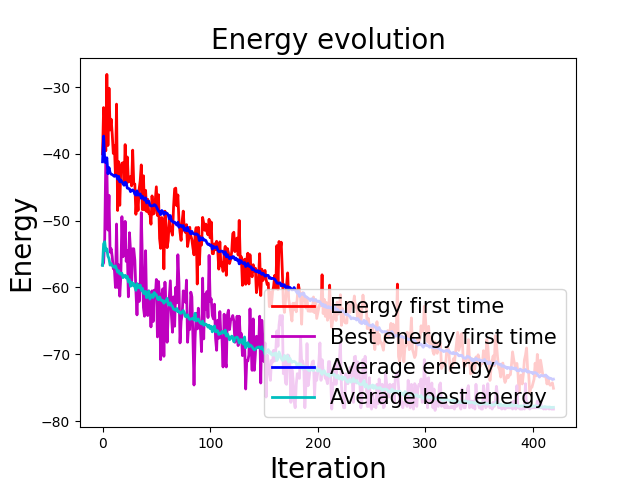 Energy evolution
Energy
−30
−40
−50
−60
−70
−80
Energy first time
Best energy first time
Average energy
Average best energy
0
100
200
300
400
Iteration